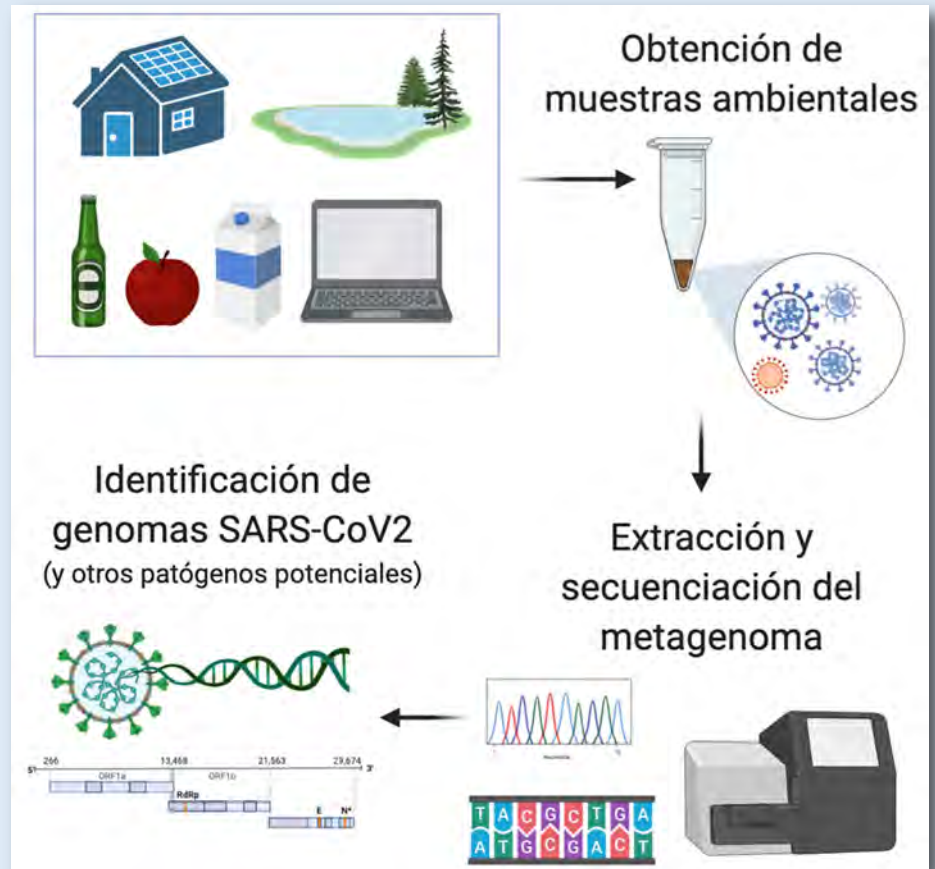 Obtención de
muestras ambientales
Extracción y
secuenciación del
metagenoma
T A C G C T G A
A T G C G A C T
Identificación de
genomas SARS-CoV2
(y otros patógenos potenciales)
266 13,468 21,563 29,674
5' 3'
ORF1a ORF1b
RdRp
E N*